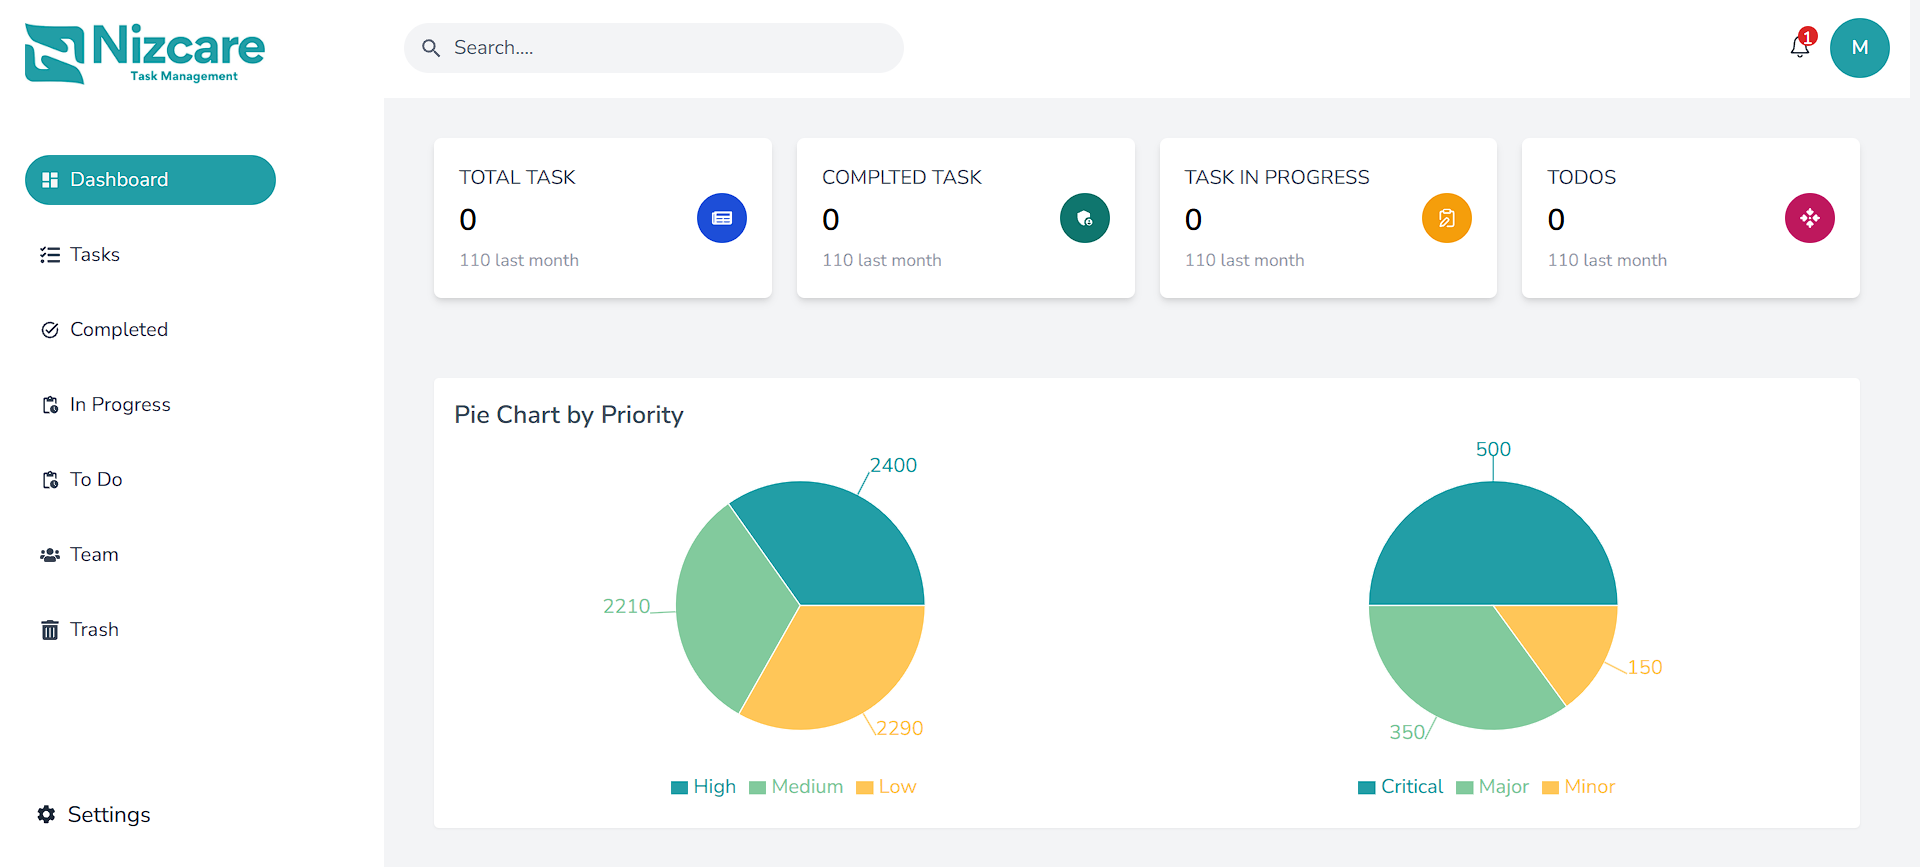 Nizcare
Task Management
Search....
1
M
Dashboard
Tasks
Completed
In Progress
To Do
Team
Trash
Settings
TOTAL TASK
0
110 last month
COMPLTED TASK
0
110 last month
TASK IN PROGRESS
0
110 last month
TODOS
0
110 last month
Pie Chart by Priority
2400
2210
2290
High Medium Low
500
150
350
Critical Major Minor